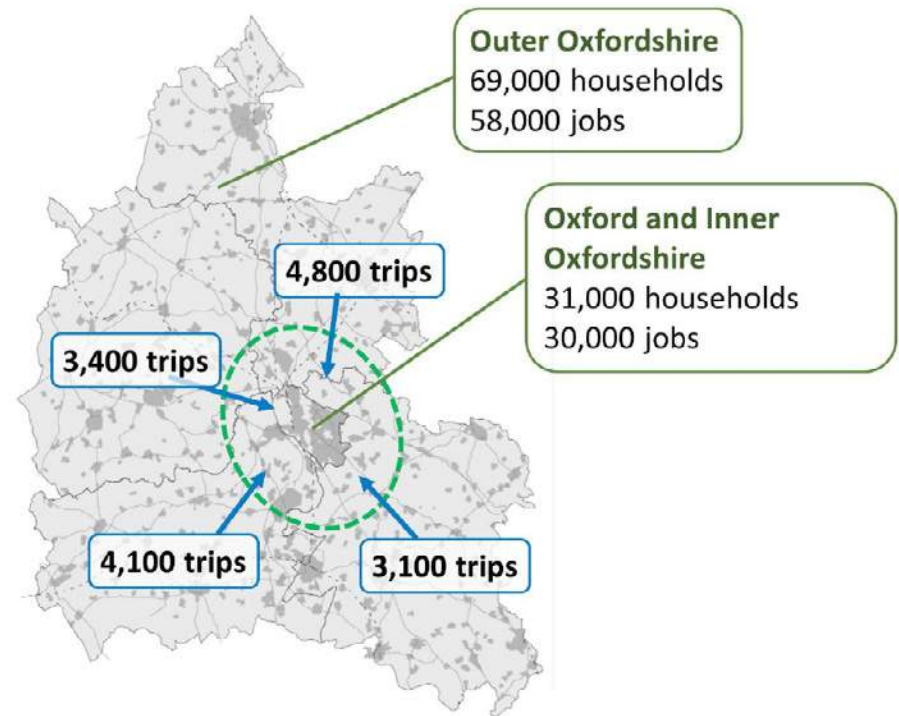 Outer Oxfordshire
69,000 households
58,000 jobs
Oxford and Inner
Oxfordshire
31,000 households
30,000 jobs
4,800 trips
3,400 trips
4,100 trips
3,100 trips